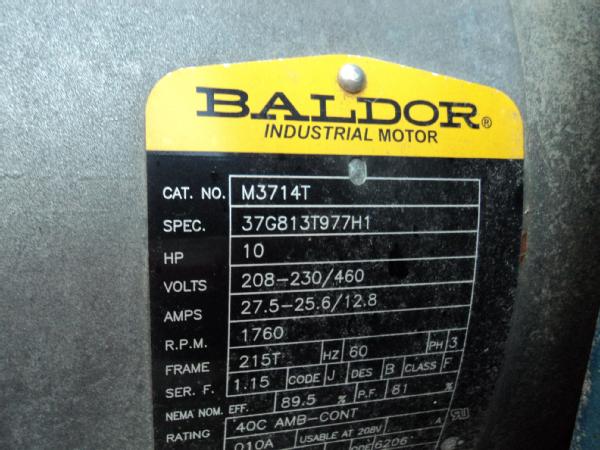 BALDOR®
INDUSTRIAL MOTOR
CAT. NO. M3714T
SPEC. 37G813T977H1
HP 10
VOLTS 208-230/460
AMPS 27.5-25.6/12.8
R.P.M. 1760
FRAME 215T HZ 60 PH 3
SER. F. 1.15 CODE J DES B CLASS F
NEMA NOM. EFF. 89.5 % P.F. 81 %
RATING 40C AMB-CONT
010A USABLE AT 208V A
6206